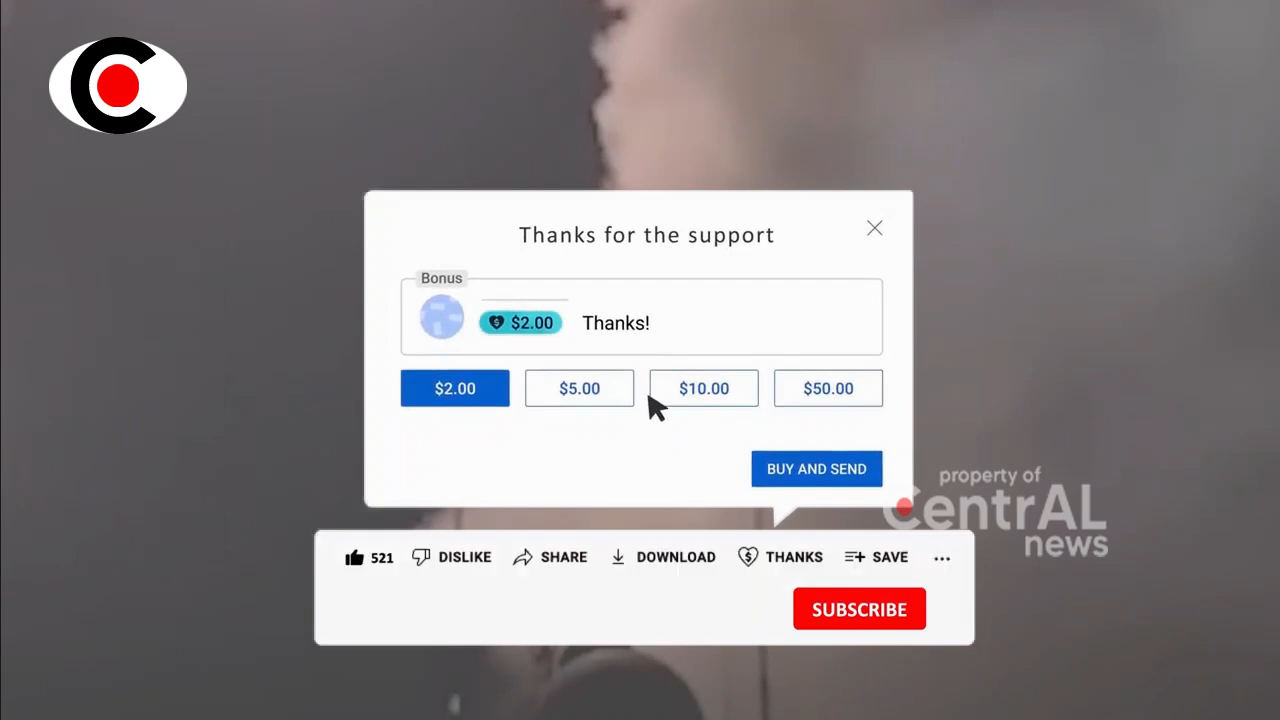 Thanks for the support
Bonus
$2.00 Thanks!
$2.00 $5.00 $10.00 $50.00
BUY AND SEND
property of
CentrAL
news
521 DISLIKE SHARE DOWNLOAD THANKS SAVE
SUBSCRIBE